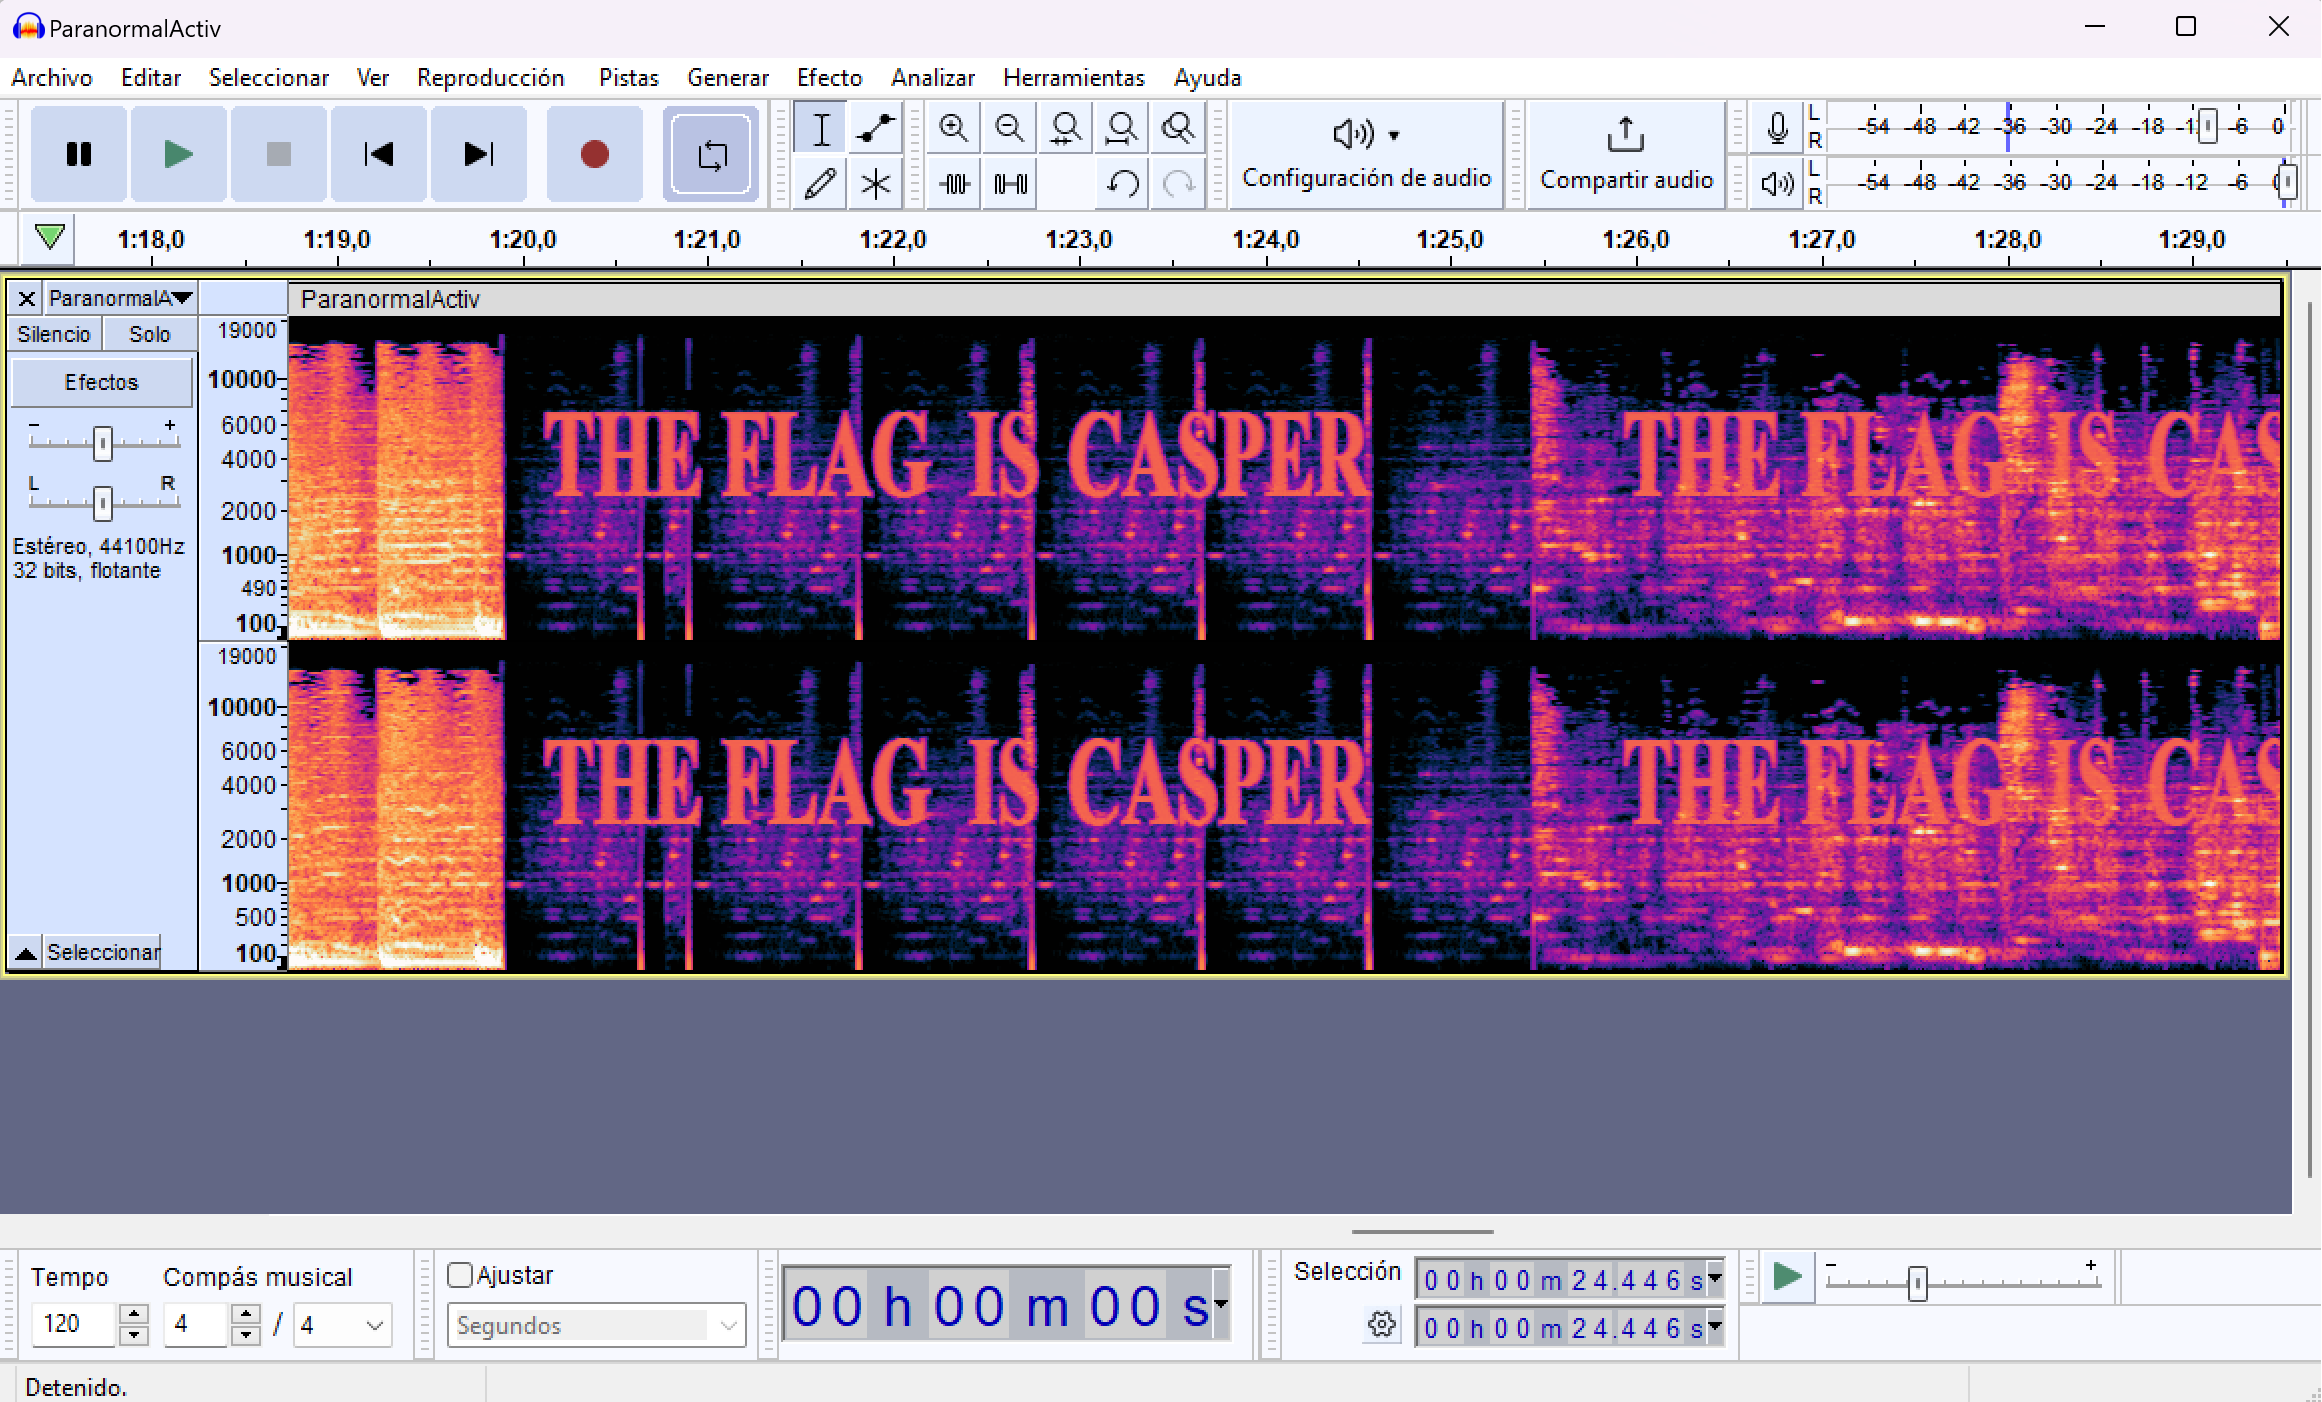 ParanormalActiv
Archivo Editar Seleccionar Ver Reproducción Pistas Generar Efecto Analizar Herramientas Ayuda
Configuración de audio
Compartir audio
L
R
-54 -48 -42 -36 -30 -24 -18 -6 0
L
R
-54 -48 -42 -36 -30 -24 -18 -12 -6
1:18,0 1:19,0 1:20,0 1:21,0 1:22,0 1:23,0 1:24,0 1:25,0 1:26,0 1:27,0 1:28,0 1:29,0
ParanormalA
ParanormalActiv
Silencio Solo
Efectos
- +
L R
Estéreo, 44100Hz
32 bits, flotante
Seleccionar
19000
10000
6000
4000
2000
1000
490
100
THE FLAG IS CASPER THE FLAG IS CAS
19000
10000
6000
4000
2000
1000
500
100
THE FLAG IS CASPER THE FLAG IS CAS
Tempo
120
Compás musical
4 / 4
Ajustar
Segundos
00 h 00 m 00 s
Selección
00 h 00 m 24.446 s
00 h 00 m 24.446 s
- +
Detenido.